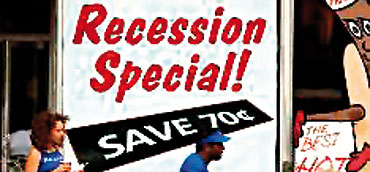 Recession
Special!
SAVE 70¢
THE
BEST
HOT